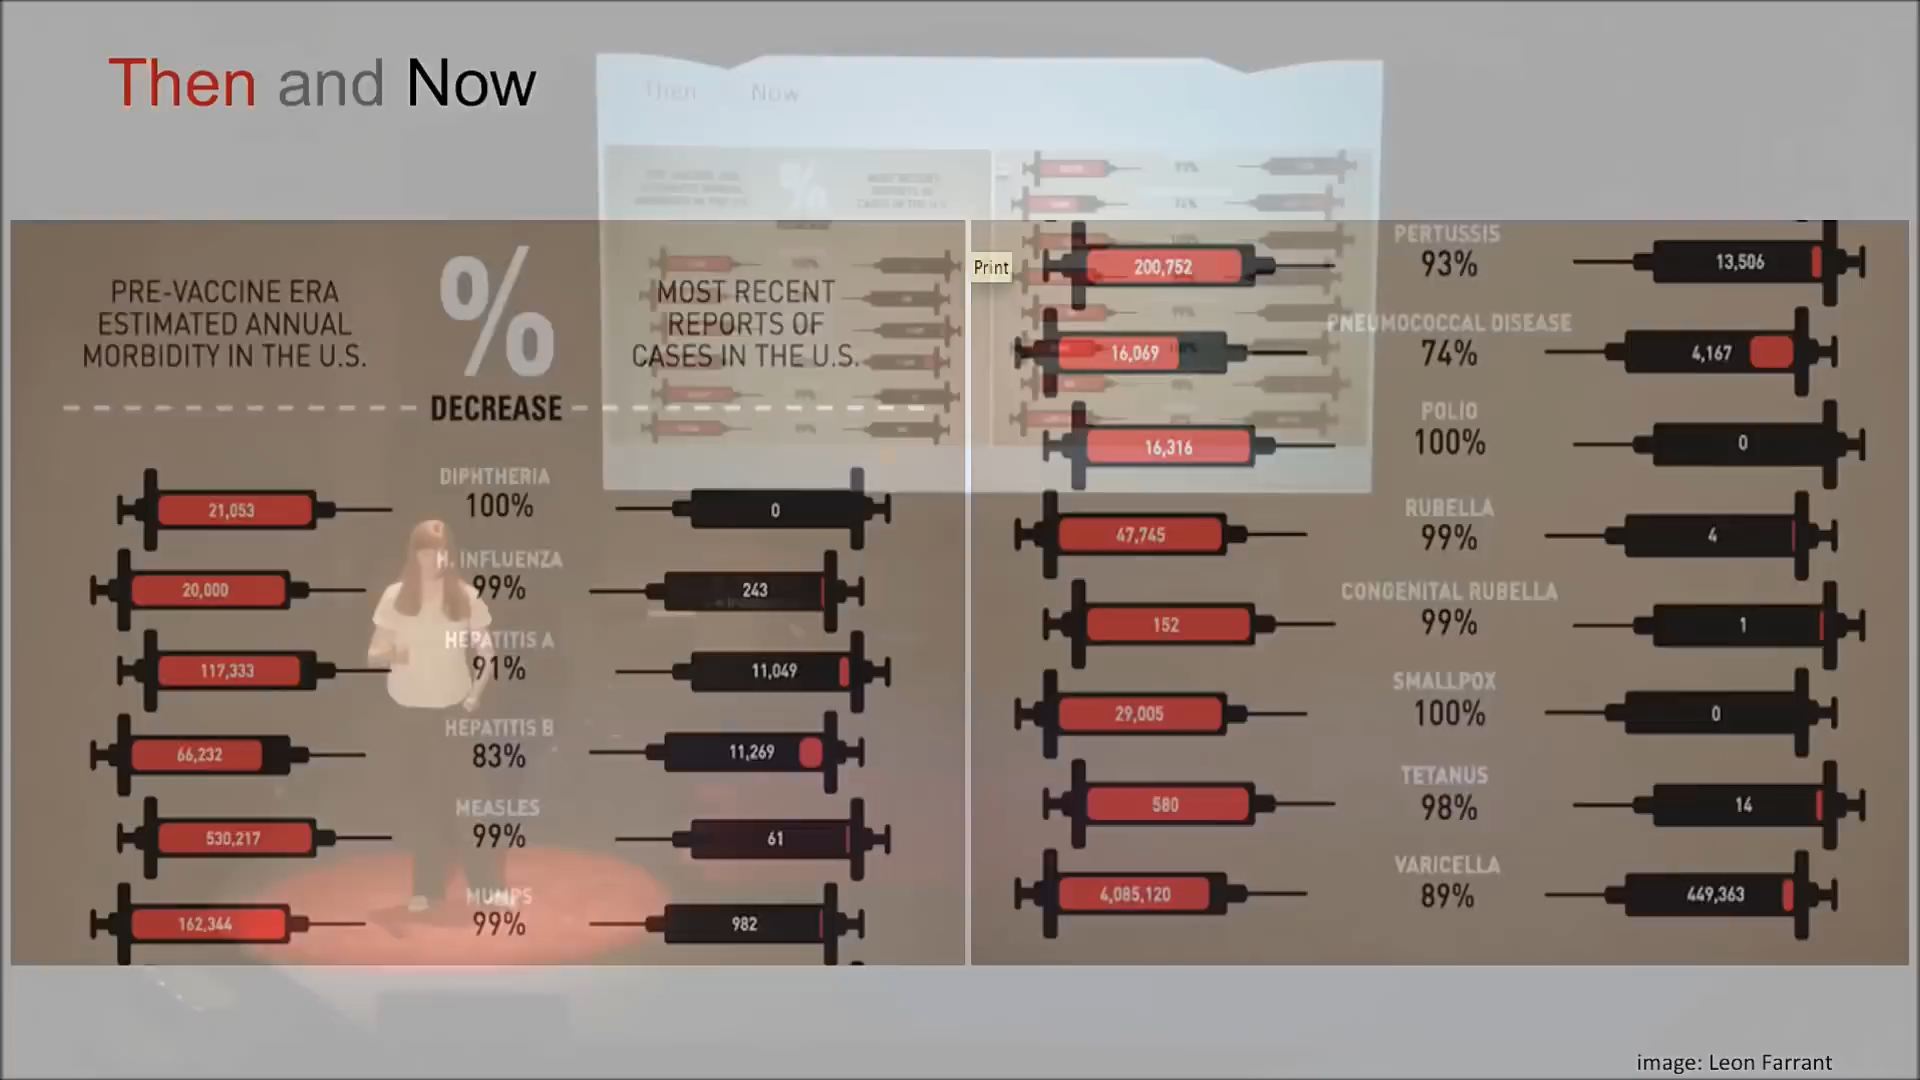 Then and Now
Then Now
PRE-VACCINE ERA
ESTIMATED ANNUAL
MORBIDITY IN THE U.S.
%
DECREASE
MOST RECENT
REPORTS OF
CASES IN THE U.S.
DIPHTHERIA
21,053 100% 0
H. INFLUENZA
20,000 99% 243
HEPATITIS A
117,333 91% 11,049
HEPATITIS B
66,232 83% 11,269
MEASLES
530,217 99% 61
MUMPS
162,344 99% 982
Print
PERTUSSIS
200,752 93% 13,506
PNEUMOCOCCAL DISEASE
16,069 74% 4,167
POLIO
16,316 100% 0
RUBELLA
47,745 99% 4
CONGENITAL RUBELLA
152 99% 1
SMALLPOX
29,005 100% 0
TETANUS
580 98% 14
VARICELLA
4,085,120 89% 449,363
image: Leon Farrant